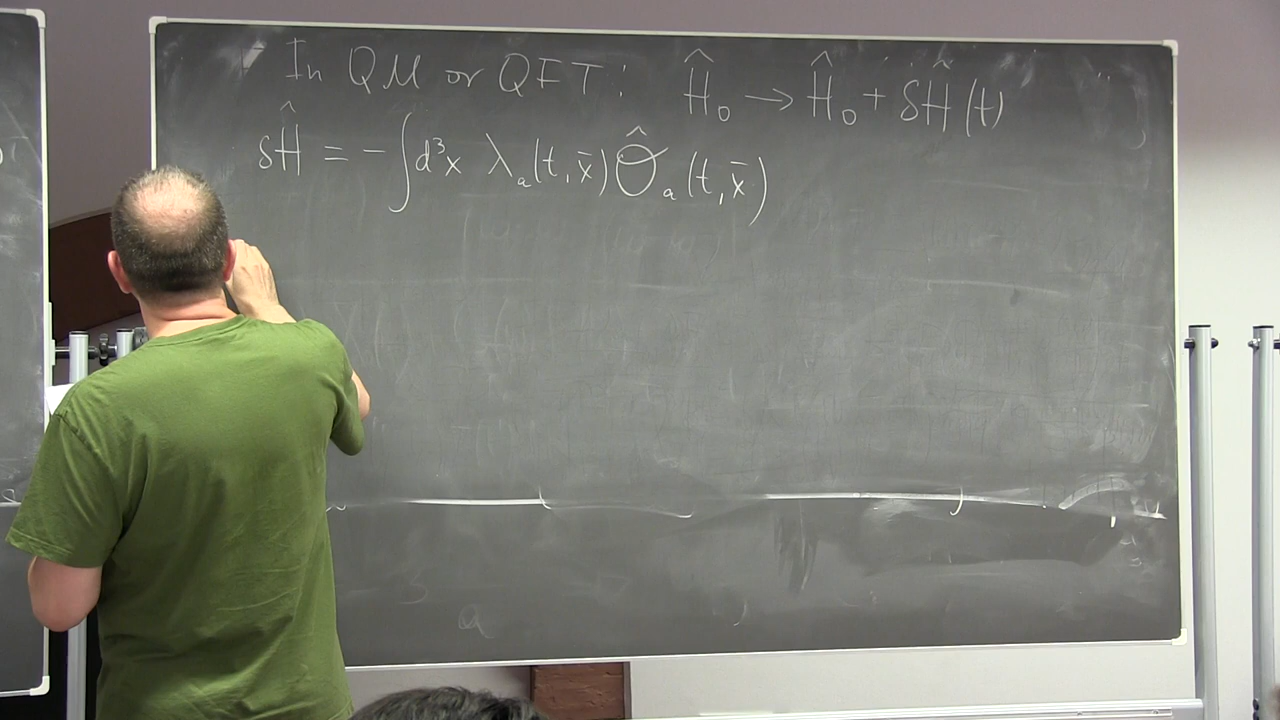 In QM or QFT: Ĥ₀ → Ĥ₀ + δĤ(t)
δĤ = - ∫d³x λₐ(t, x̄) Ôₐ(t, x̄)